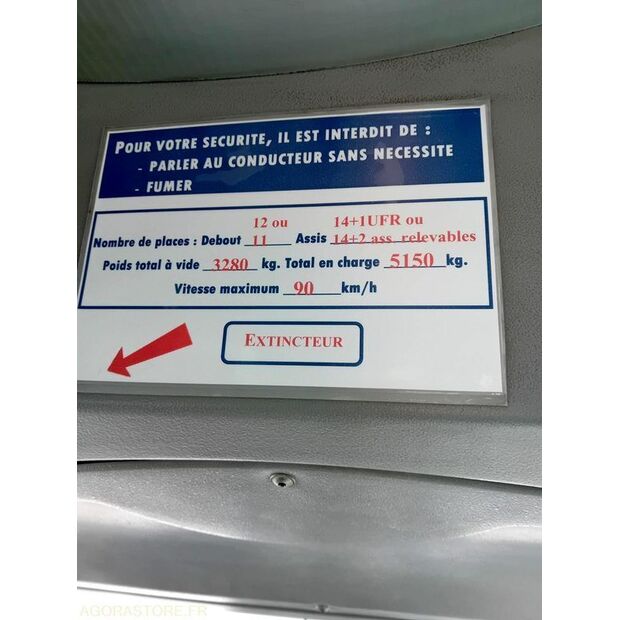 POUR VOTRE SECURITE, IL EST INTERDIT DE :
- PARLER AU CONDUCTEUR SANS NECESSITE
- FUMER
12 ou 14+1UFR ou
Nombre de places : Debout 11 Assis 14+2 ass. relevables
Poids total à vide 3280 kg. Total en charge 5150 kg.
Vitesse maximum 90 km/h
EXTINCTEUR
AGORASTORE.FR